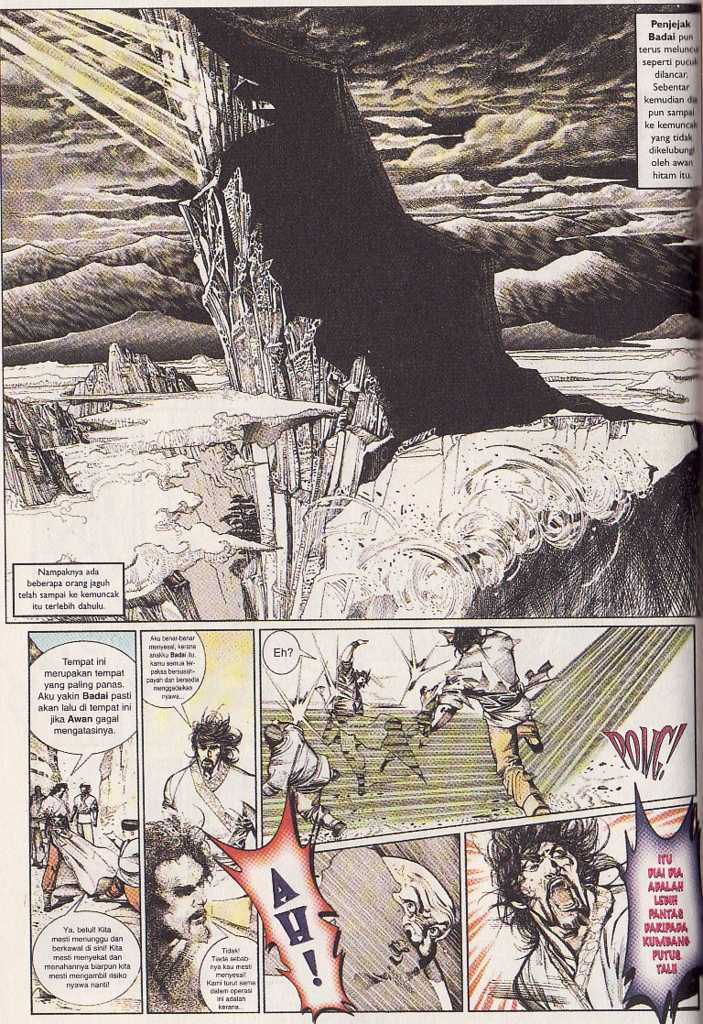 Penjejak
Badai pun
terus meluncu
seperti pucuk
dilancar.
Sebentar
kemudian dia
pun sampai
ke kemuncak
yang tidak
dikelubungi
oleh awan
hitam itu.
Nampaknya ada
beberapa orang jaguh
telah sampai ke kemuncak
itu terlebih dahulu.
Tempat ini
merupakan tempat
yang paling panas.
Aku yakin Badai pasti
akan lalu di tempat ini
jika Awan gagal
mengatasinya.
Ya, betul! Kita
mesti menunggu dan
berkawal di sini! Kita
mesti menyekat dan
menahannya biarpun kita
mesti mengambil risiko
nyawa nanti!
Aku benar-benar
menyesal, kerana
anakku Badai,
kamu semua ter-
paksa bersusah-
payah dan bersedia
menggadaikan
nyawa...
Tidak!
Tiada sebab-
nya kau mesti
menyesal!
Kami turut serta
dalam operasi
ini adalah
kerana...
Eh?
POWC!
AH!
ITU
DIA! DIA
ADALAH
LEBIH
PANTAS
DARIPADA
KUMBANG
PUTUS
TALI!